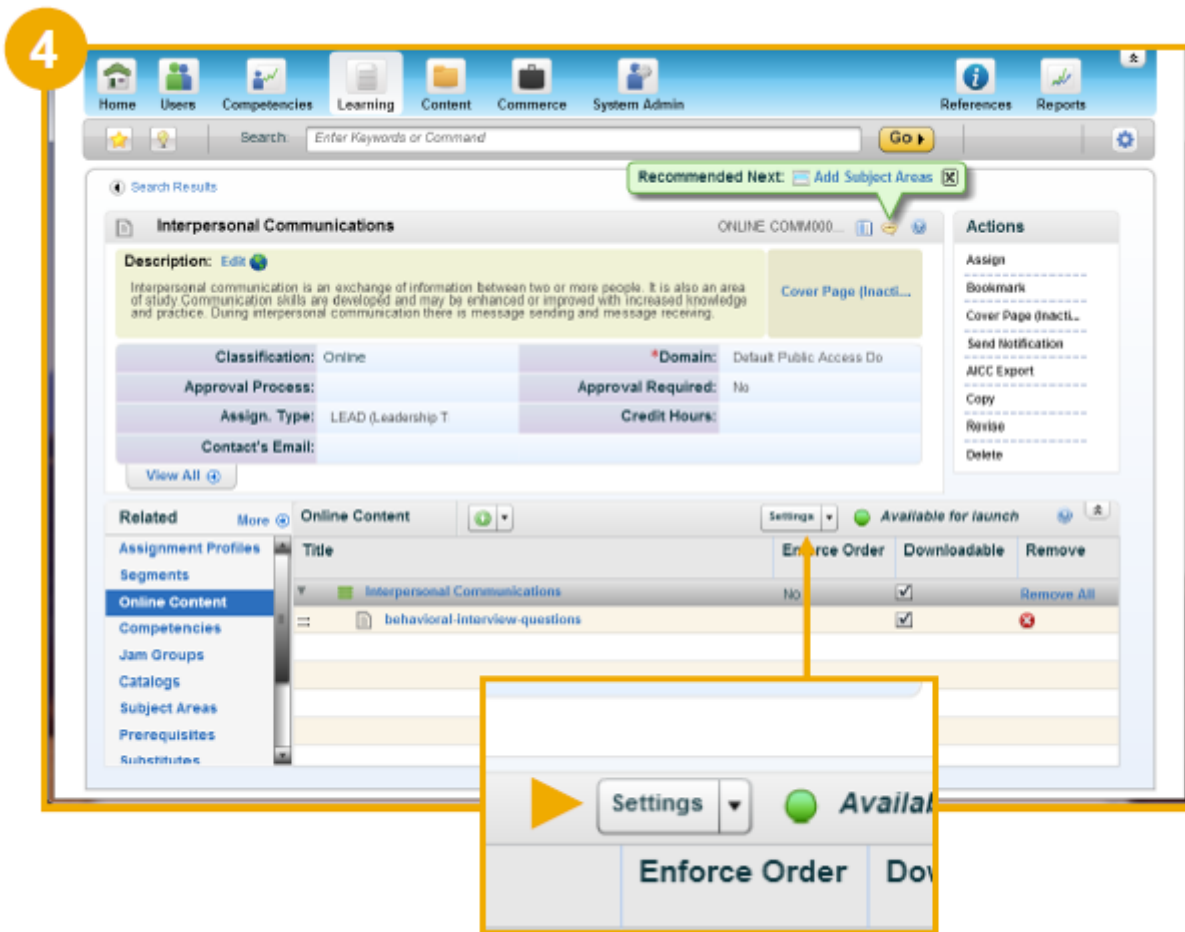 4
Home Users Competencies Learning Content Commerce System Admin References Reports
Search: Enter Keywords or Command Go
Recommended Next: Add Subject Areas
Search Results
Interpersonal Communications ONLINE COMM000... Actions
Description: Edit
Interpersonal communication is an exchange of information between two or more people. It is also an area
of study.Communication skills are developed and may be enhanced or improved with increased knowledge
and practice. During interpersonal communication there is message sending and message receiving.
Cover Page (Inacti...
Assign
Bookmark
Cover Page (Inacti...
Send Notification
AICC Export
Copy
Revise
Delete
Classification: Online *Domain: Default Public Access Do
Approval Process: Approval Required: No
Assign. Type: LEAD (Leadership T Credit Hours:
Contact's Email:
View All
Related More
Assignment Profiles
Segments
Online Content
Competencies
Jam Groups
Catalogs
Subject Areas
Prerequisites
Substitutes
Online Content Settings Available for launch
Title Enforce Order Downloadable Remove
Interpersonal Communications No Remove All
behavioral-interview-questions
Settings Availab
Enforce Order Dow